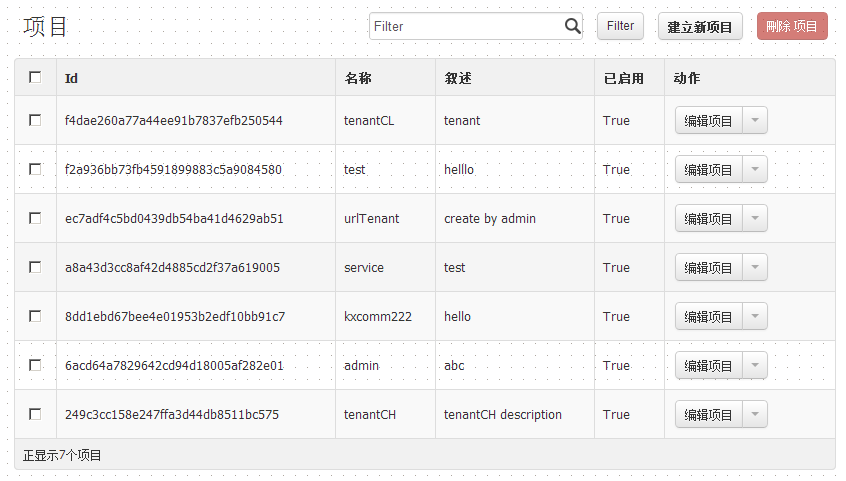 项目 Filter Filter 建立新项目 刪除 项目
Id 名称 叙述 已启用 动作
f4dae260a77a44ee91b7837efb250544 tenantCL tenant True 编辑项目
f2a936bb73fb4591899883c5a9084580 test helllo True 编辑项目
ec7adf4c5bd0439db54ba41d4629ab51 urlTenant create by admin True 编辑项目
a8a43d3cc8af42d4885cd2f37a619005 service test True 编辑项目
8dd1ebd67bee4e01953b2edf10bb91c7 kxcomm222 hello True 编辑项目
6acd64a7829642cd94d18005af282e01 admin abc True 编辑项目
249c3cc158e247ffa3d44db8511bc575 tenantCH tenantCH description True 编辑项目
正显示7个项目